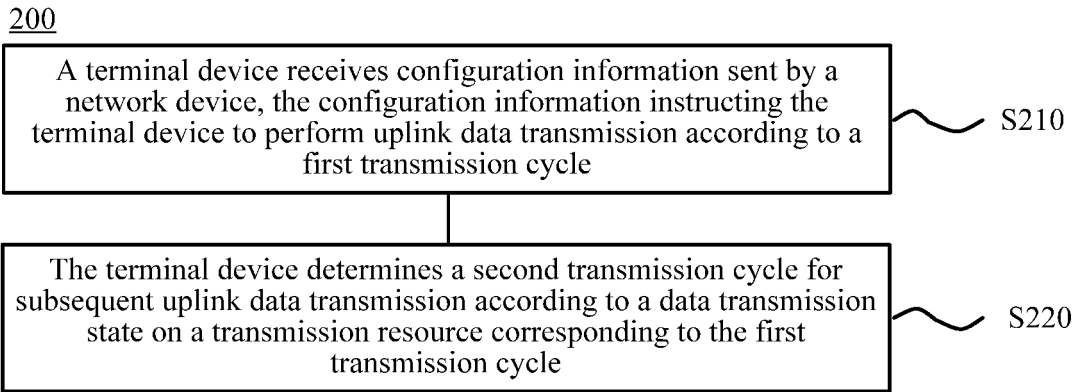 200
A terminal device receives configuration information sent by a
network device, the configuration information instructing the
terminal device to perform uplink data transmission according to a
first transmission cycle
S210
The terminal device determines a second transmission cycle for
subsequent uplink data transmission according to a data transmission
state on a transmission resource corresponding to the first
transmission cycle
S220